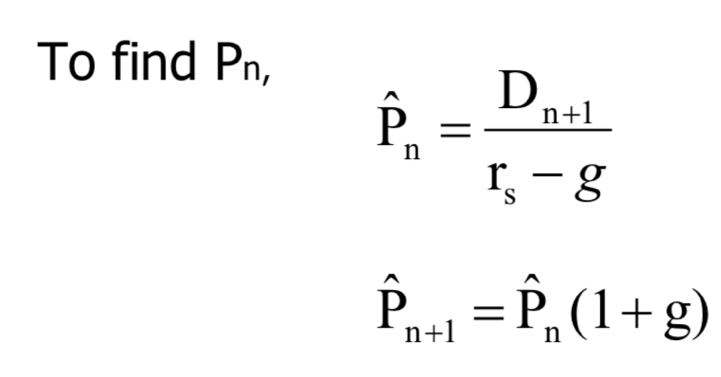 To find Pn,
P̂ₙ = Dₙ₊₁ / (rₛ − g)
P̂ₙ₊₁ = P̂ₙ (1 + g)